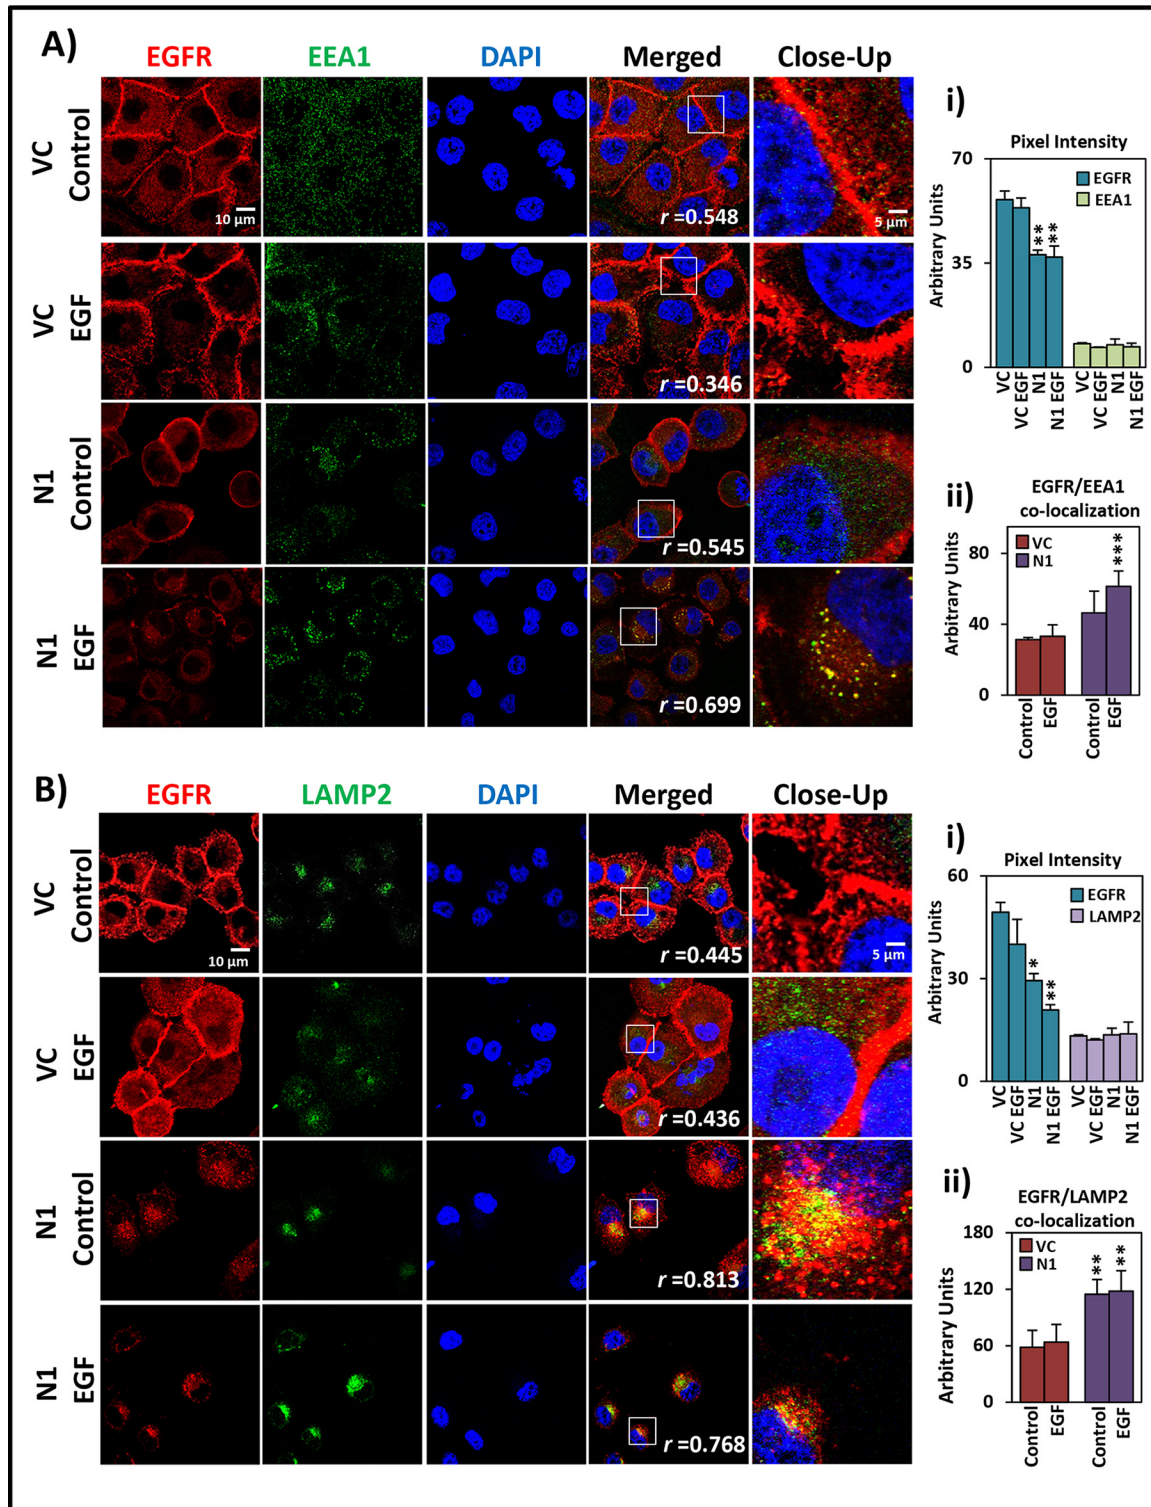 A)
EGFR
EEA1
DAPI
Merged
Close-Up
VC
Control
10 µm
r =0.548
5 µm
VC
EGF
r =0.346
N1
Control
r =0.545
N1
EGF
r =0.699
i)
Pixel Intensity
EGFR
EEA1
Arbitrary Units
70
35
0
**
**
VC
VC EGF
N1
N1 EGF
VC
VC EGF
N1
N1 EGF
ii)
EGFR/EEA1
co-localization
VC
N1
Arbitrary Units
80
40
0
***
Control
EGF
Control
EGF
B)
EGFR
LAMP2
DAPI
Merged
Close-Up
VC
Control
10 µm
r =0.445
5 µm
VC
EGF
r =0.436
N1
Control
r =0.813
N1
EGF
r =0.768
i)
Pixel Intensity
EGFR
LAMP2
Arbitrary Units
60
30
0
*
**
VC
VC EGF
N1
N1 EGF
VC
VC EGF
N1
N1 EGF
ii)
EGFR/LAMP2
co-localization
VC
N1
Arbitrary Units
180
120
60
0
**
**
Control
EGF
Control
EGF